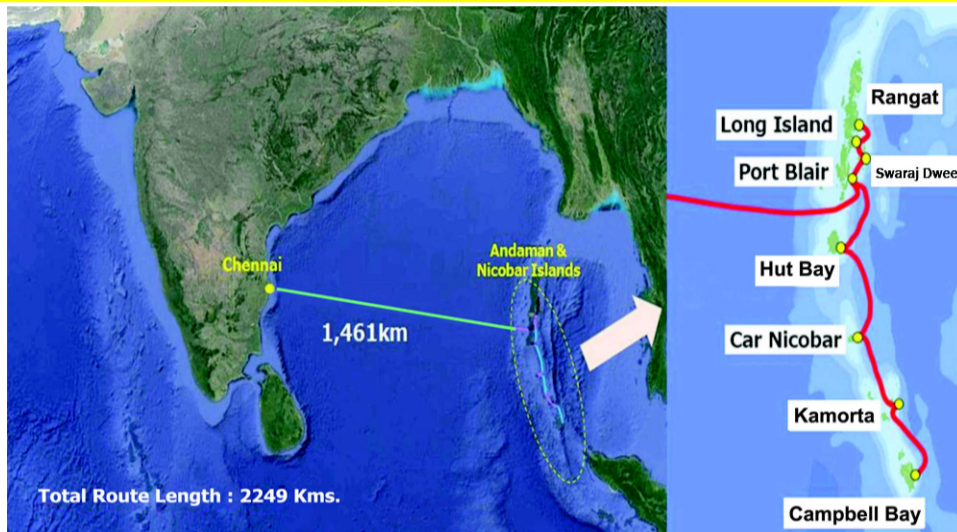 Chennai
1,461km
Andaman &
Nicobar Islands
Total Route Length : 2249 Kms.
Rangat
Long Island
Swaraj Dwee
Port Blair
Hut Bay
Car Nicobar
Kamorta
Campbell Bay